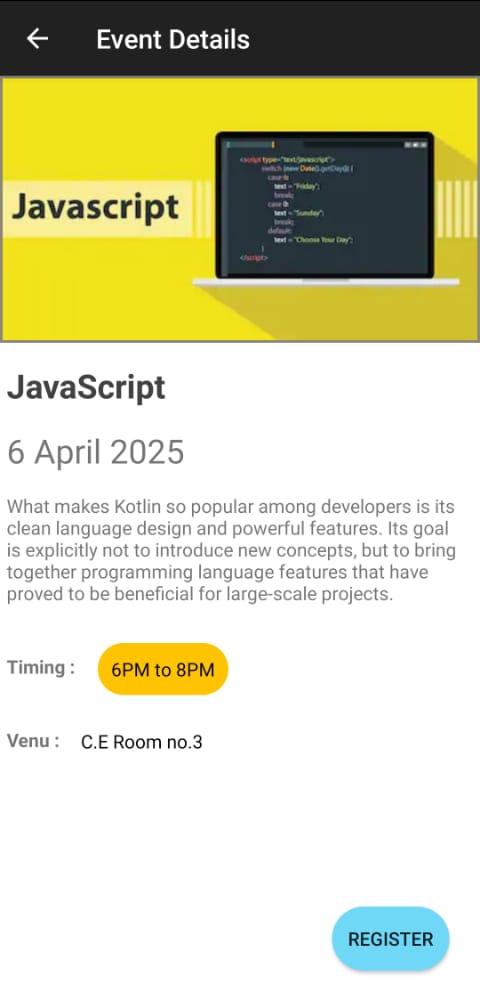 Event Details
Javascript
<script type="text/javascript">
switch (new Date().getDay()) {
case 6:
text = "Friday";
break;
case 0:
text = "Sunday";
break;
default:
text = "Choose Your Day";
}
</script>
JavaScript
6 April 2025
What makes Kotlin so popular among developers is its
clean language design and powerful features. Its goal
is explicitly not to introduce new concepts, but to bring
together programming language features that have
proved to be beneficial for large-scale projects.
Timing : 6PM to 8PM
Venu : C.E Room no.3
REGISTER